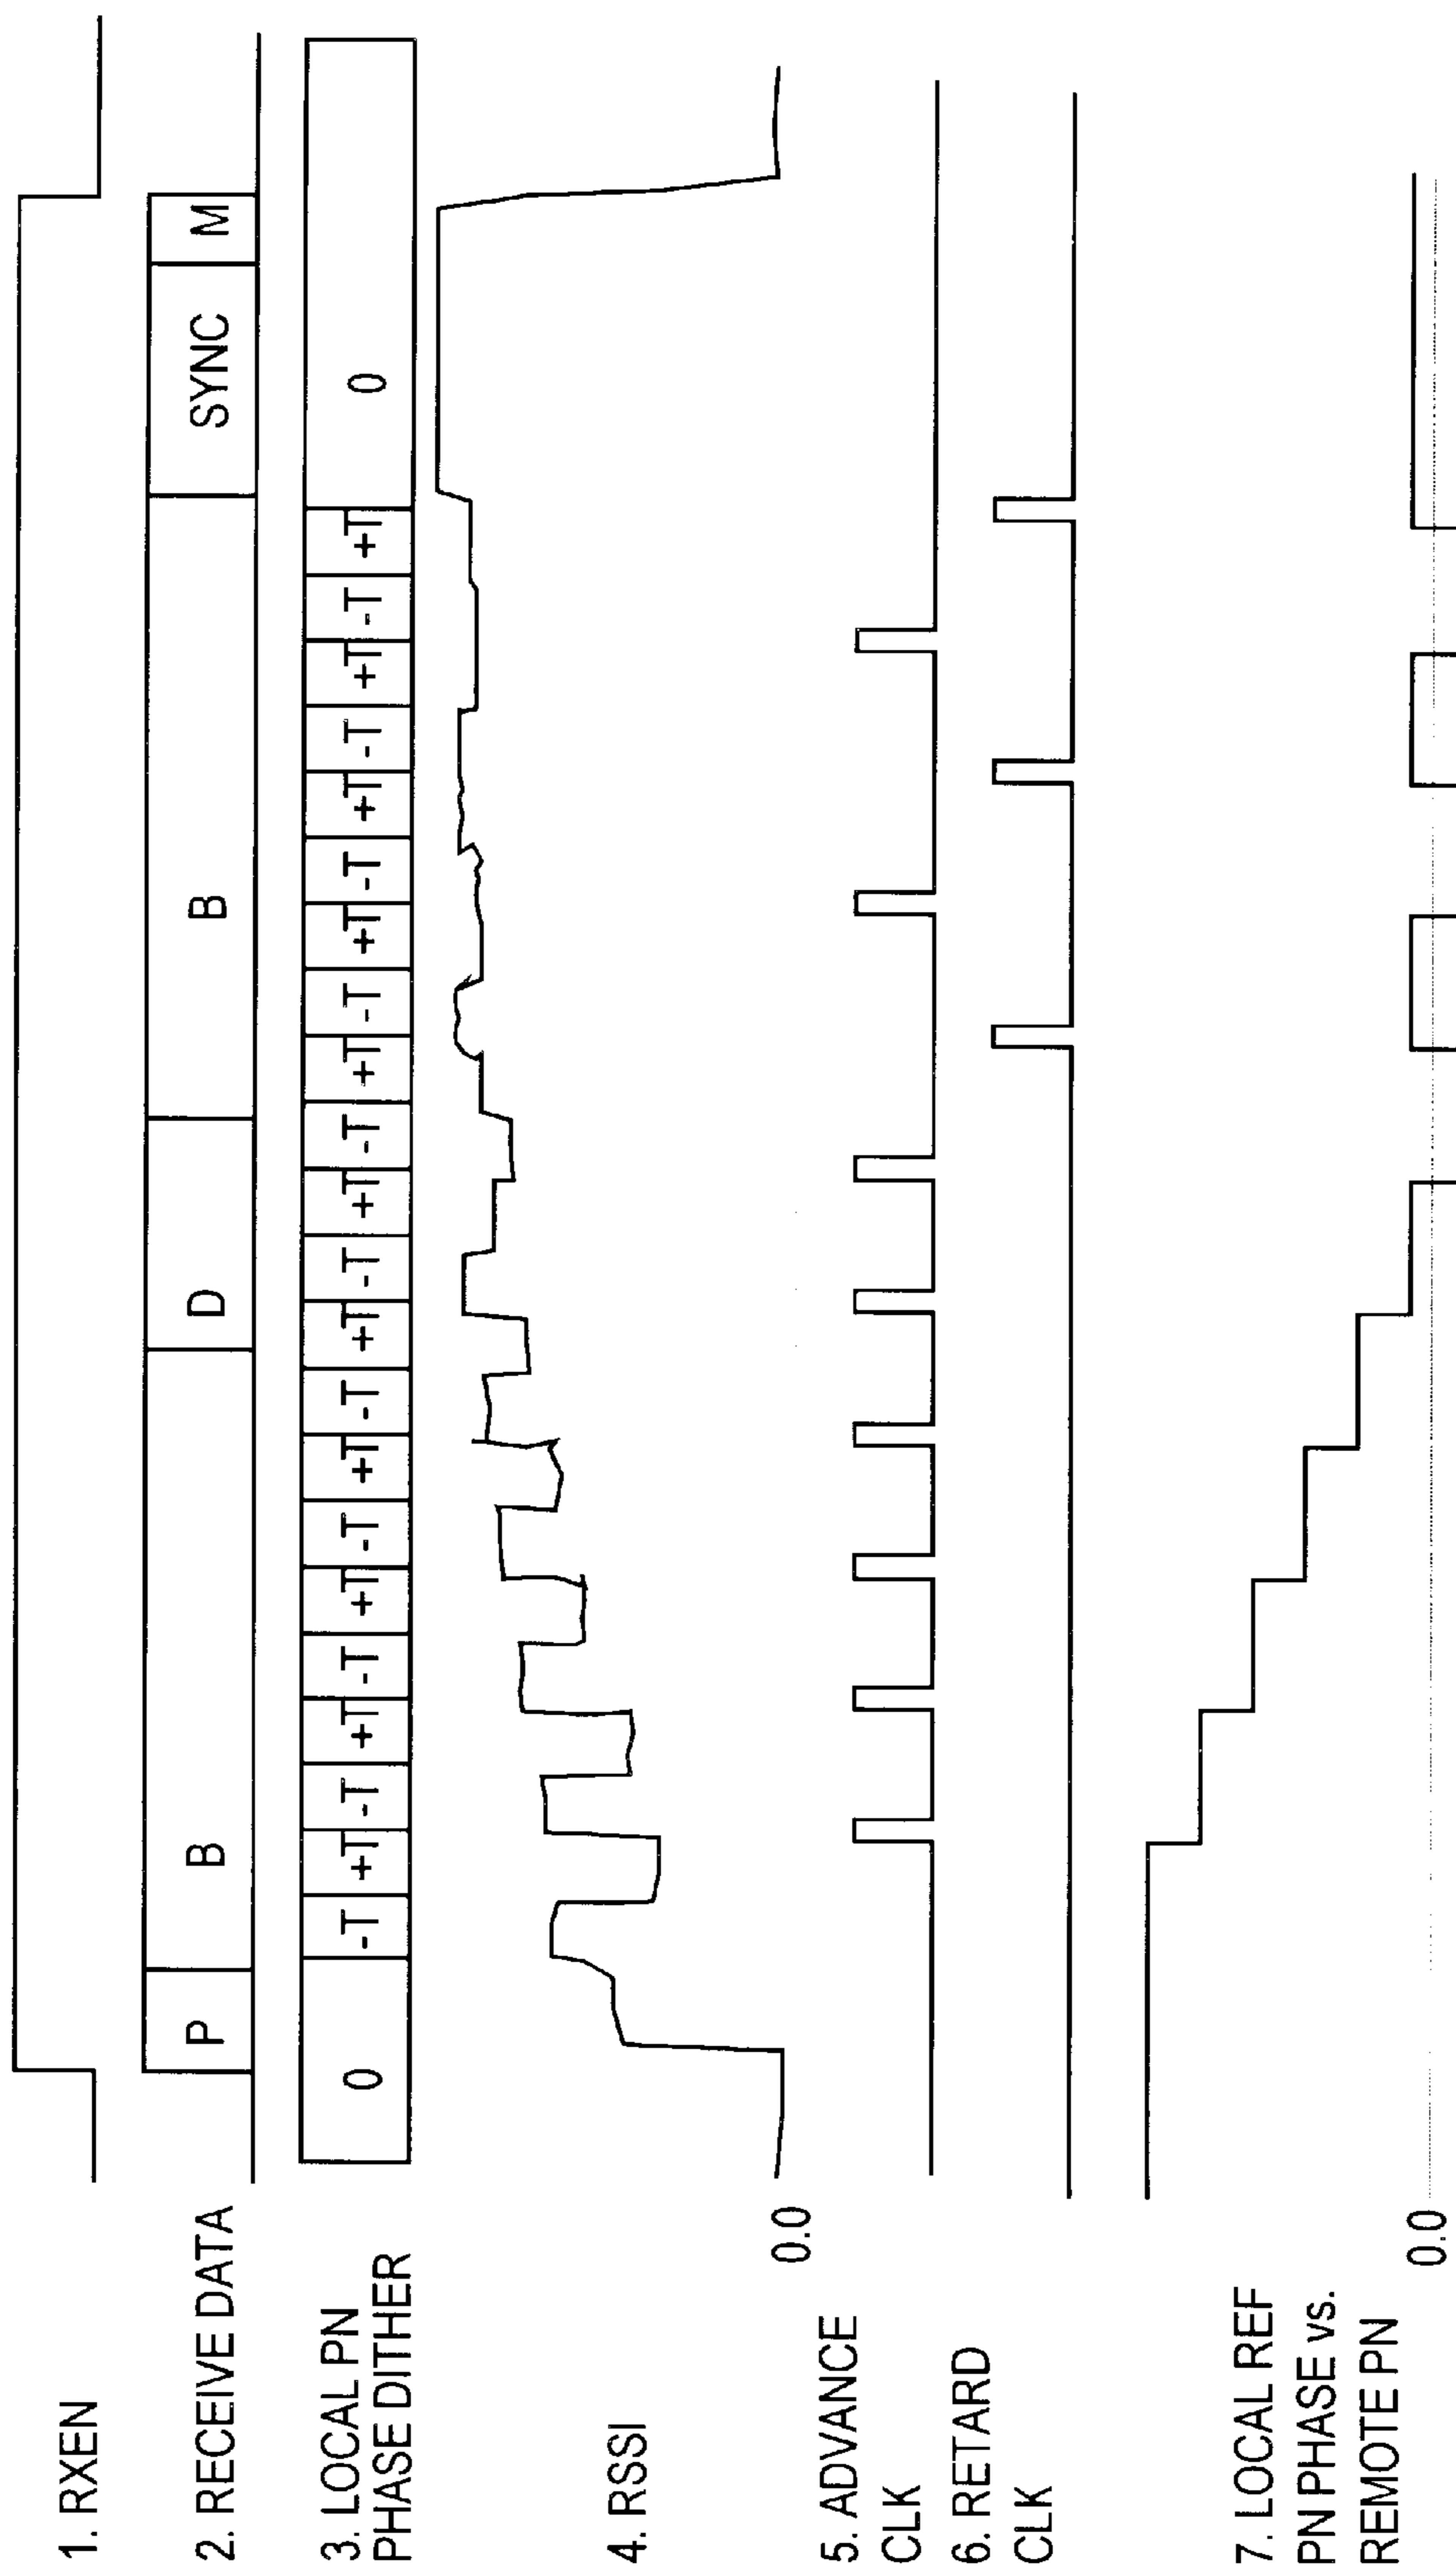 1. RXEN
2. RECEIVE DATA P B D B SYNC M
3. LOCAL PN
PHASE DITHER
0 -T +T -T +T -T +T -T +T -T +T -T +T -T +T -T +T -T +T -T +T -T +T 0
4. RSSI
0.0
5. ADVANCE
CLK
6. RETARD
CLK
7. LOCAL REF
PN PHASE vs.
REMOTE PN
0.0